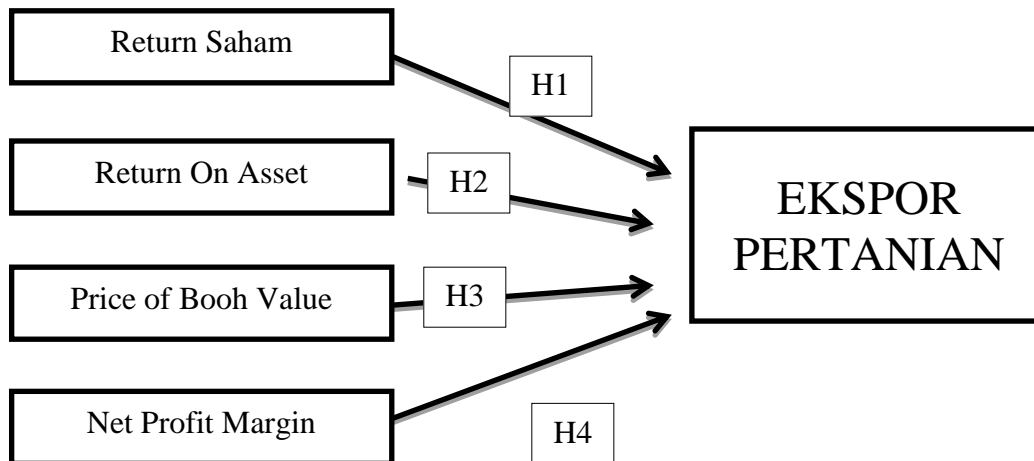 Return Saham
H1
Return On Asset
H2
EKSPOR
PERTANIAN
Price of Booh Value
H3
Net Profit Margin
H4